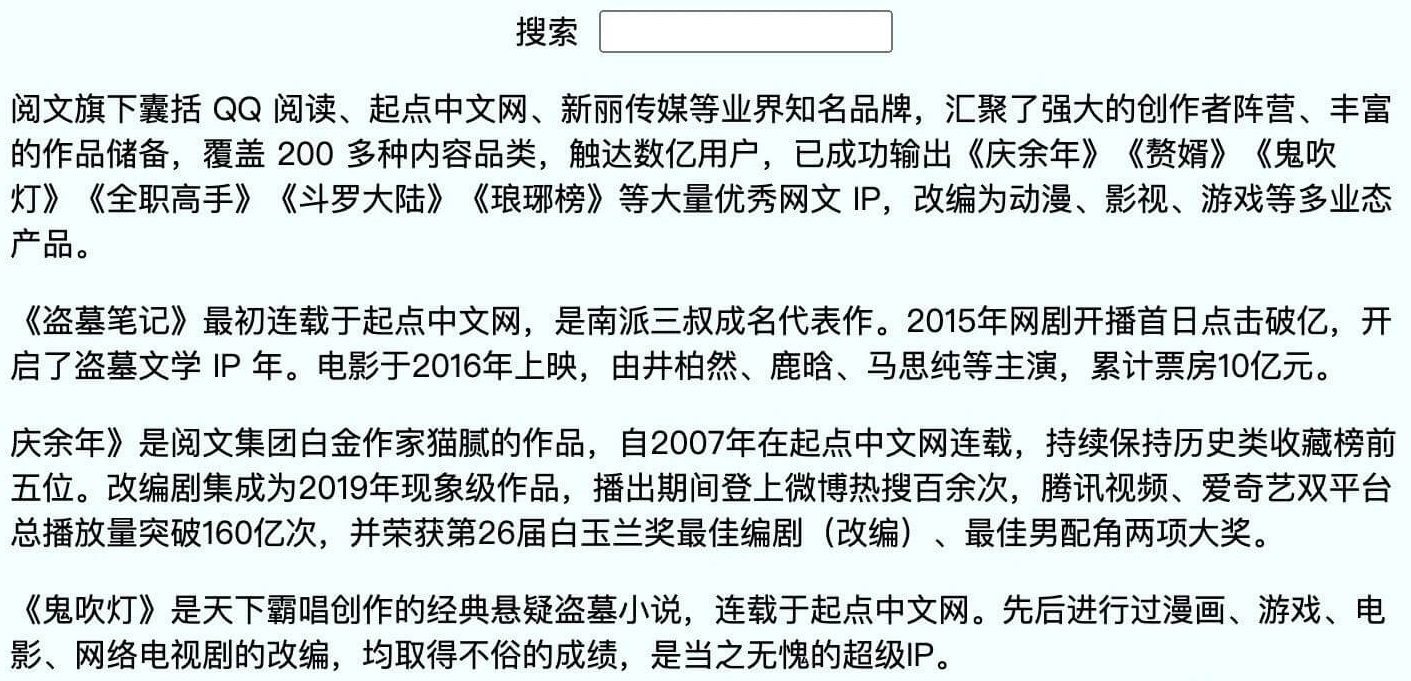 搜索
阅文旗下囊括 QQ 阅读、起点中文网、新丽传媒等业界知名品牌，汇聚了强大的创作者阵营、丰富
的作品储备，覆盖 200 多种内容品类，触达数亿用户，已成功输出《庆余年》《赘婿》《鬼吹
灯》《全职高手》《斗罗大陆》《琅琊榜》等大量优秀网文 IP，改编为动漫、影视、游戏等多业态
产品。
《盗墓笔记》最初连载于起点中文网，是南派三叔成名代表作。2015年网剧开播首日点击破亿，开
启了盗墓文学 IP 年。电影于2016年上映，由井柏然、鹿晗、马思纯等主演，累计票房10亿元。
庆余年》是阅文集团白金作家猫腻的作品，自2007年在起点中文网连载，持续保持历史类收藏榜前
五位。改编剧集成为2019年现象级作品，播出期间登上微博热搜百余次，腾讯视频、爱奇艺双平台
总播放量突破160亿次，并荣获第26届白玉兰奖最佳编剧（改编）、最佳男配角两项大奖。
《鬼吹灯》是天下霸唱创作的经典悬疑盗墓小说，连载于起点中文网。先后进行过漫画、游戏、电
影、网络电视剧的改编，均取得不俗的成绩，是当之无愧的超级IP。